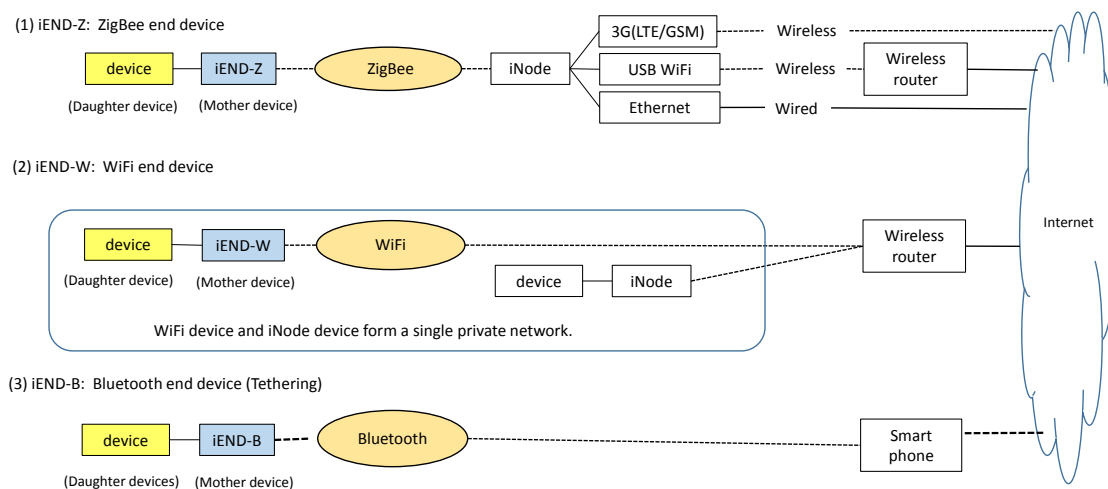 (1) iEND-Z: ZigBee end device
3G(LTE/GSM)
Wireless
device
iEND-Z
ZigBee
iNode
USB WiFi
Wireless
Wireless
router
(Daughter device)
(Mother device)
Ethernet
Wired
(2) iEND-W: WiFi end device
Internet
device
iEND-W
WiFi
Wireless
router
(Daughter device)
(Mother device)
device
iNode
WiFi device and iNode device form a single private network.
(3) iEND-B: Bluetooth end device (Tethering)
device
iEND-B
Bluetooth
Smart
phone
(Daughter devices)
(Mother device)